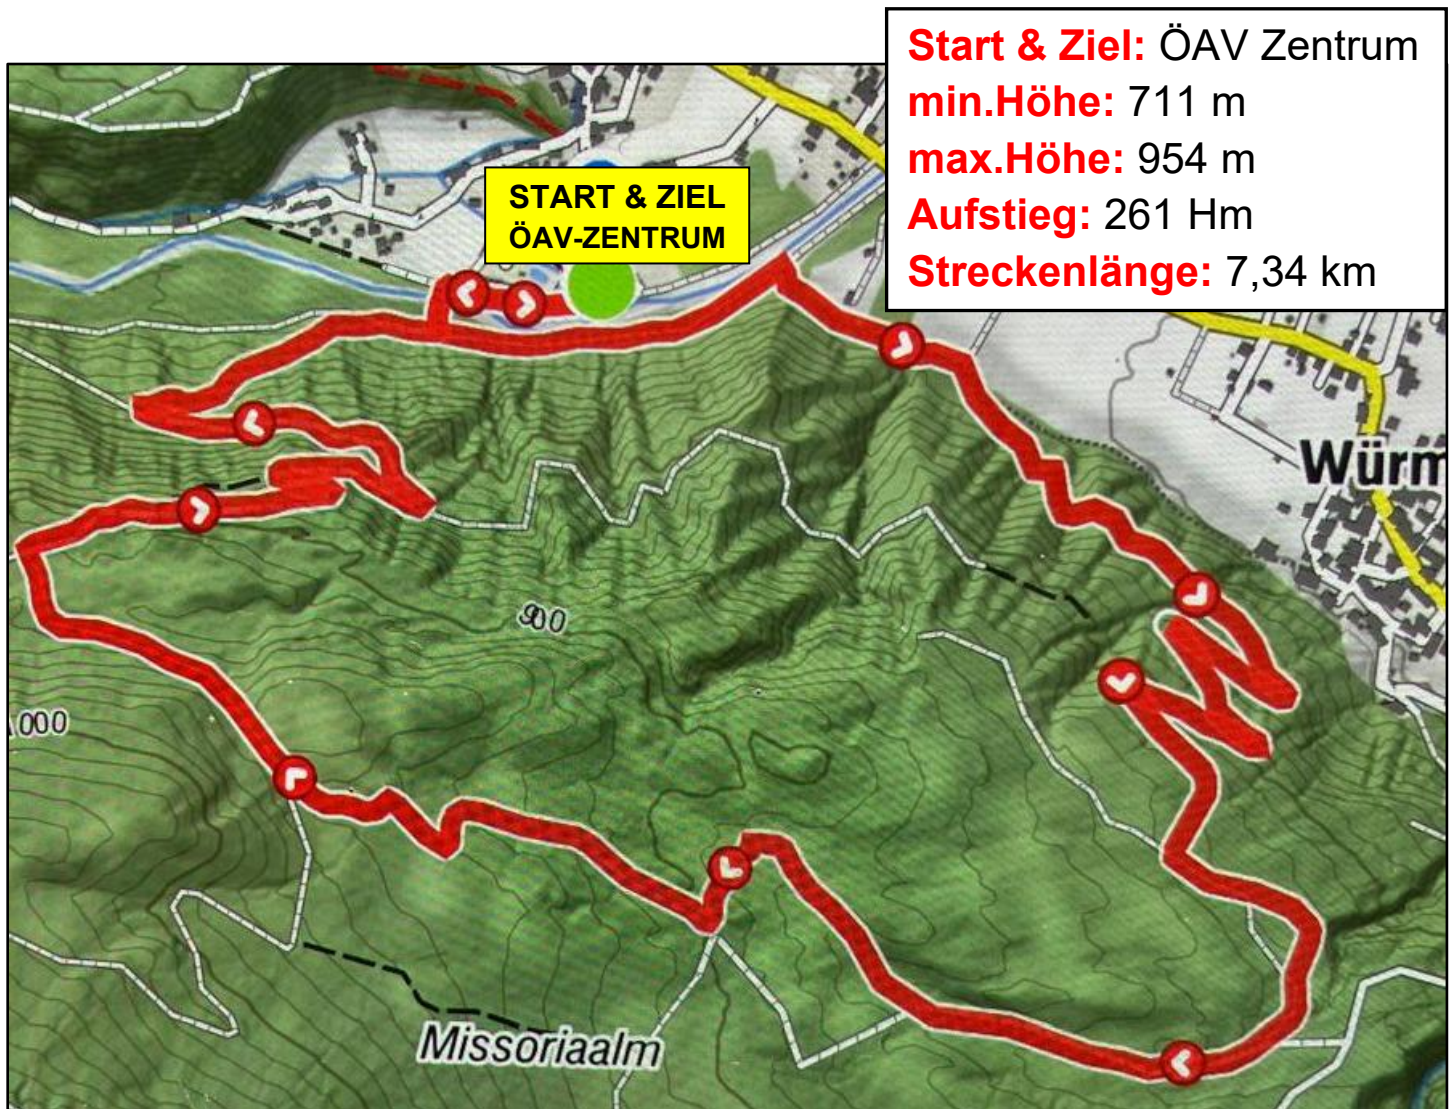 Start & Ziel: ÖAV Zentrum
min.Höhe: 711 m
max.Höhe: 954 m
Aufstieg: 261 Hm
Streckenlänge: 7,34 km
START & ZIEL
ÖAV-ZENTRUM
Würm
900
000
Missoriaalm